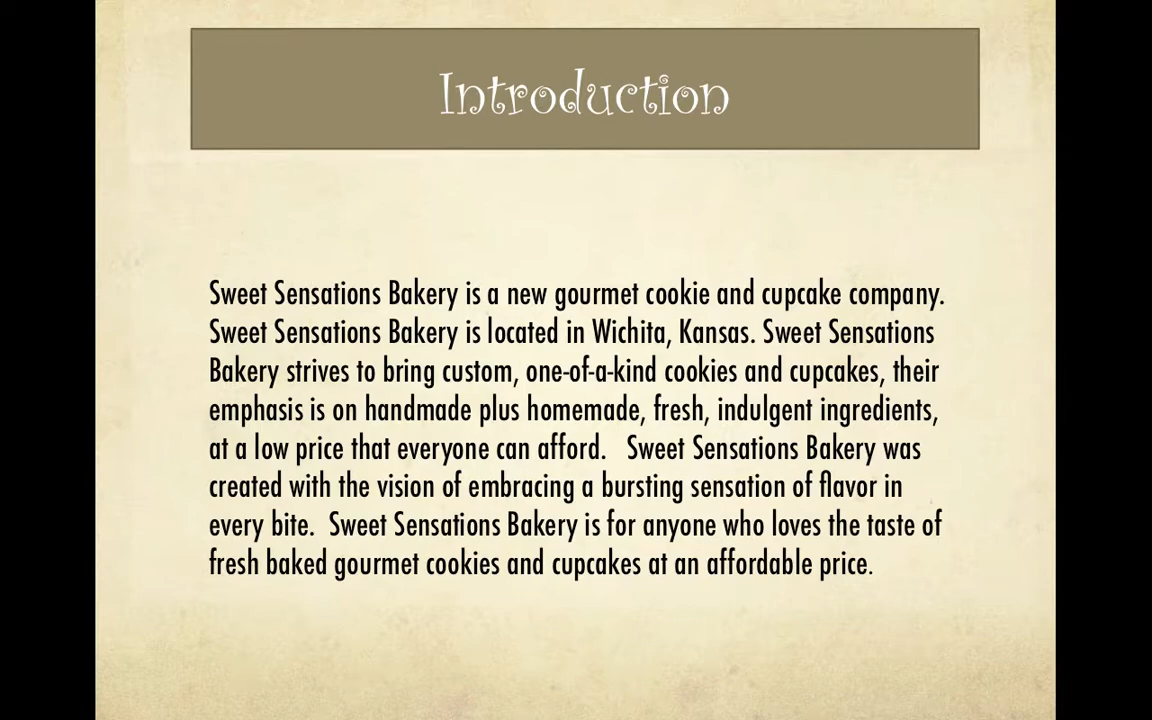 Introduction
Sweet Sensations Bakery is a new gourmet cookie and cupcake company.
Sweet Sensations Bakery is located in Wichita, Kansas. Sweet Sensations
Bakery strives to bring custom, one-of-a-kind cookies and cupcakes, their
emphasis is on handmade plus homemade, fresh, indulgent ingredients,
at a low price that everyone can afford.   Sweet Sensations Bakery was
created with the vision of embracing a bursting sensation of flavor in
every bite.  Sweet Sensations Bakery is for anyone who loves the taste of
fresh baked gourmet cookies and cupcakes at an affordable price.